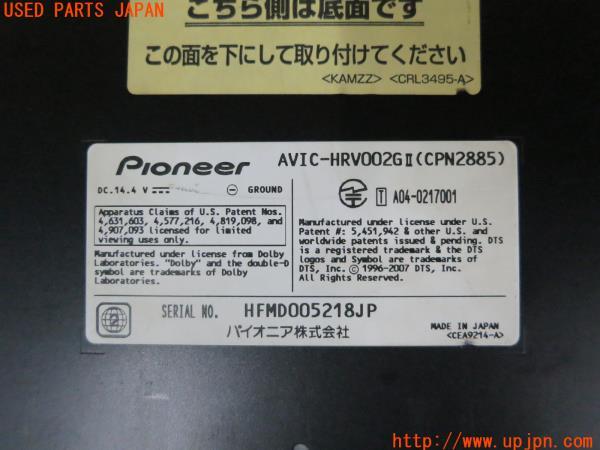 USED PARTS JAPAN
こちら側は底面です
この面を下にして取り付けてください
<KAMZZ> <CRL3495-A>
Pioneer
AVIC-HRV002GⅡ(CPN2885)
DC.14.4 V ⊖ GROUND
T A04-0217001
Apparatus Claims of U.S. Patent Nos.
4,631,603, 4,577,216, 4,819,098, and
4,907,093 licensed for limited
viewing uses only.
Manufactured under license from Dolby
Laboratories. "Dolby" and the double-D
symbol are trademarks of Dolby
Laboratories.
Manufactured under license under U.S.
Patent #: 5,451,942 & other U.S. and
worldwide patents issued & pending. DTS
is a registered trademark & the DTS
logos and Symbol are trademarks of
DTS, Inc. © 1996-2007 DTS, Inc.
All Rights Reserved.
2
SERIAL NO. HFMD005218JP
パイオニア株式会社
MADE IN JAPAN
<CEA9214-A>
http://www.upjpn.com/